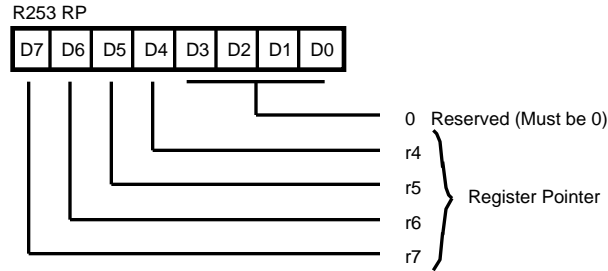 R253 RP
D7 D6 D5 D4 D3 D2 D1 D0
0 Reserved (Must be 0)
r4
r5
Register Pointer
r6
r7